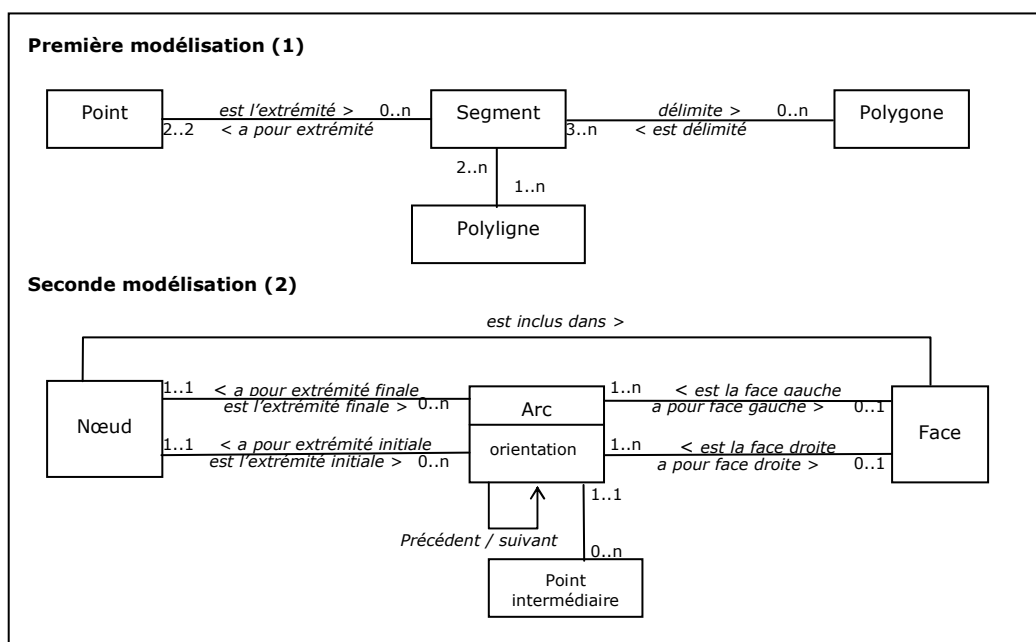 Première modélisation (1)
Point
est l’extrémité > 0..n
2..2 < a pour extrémité
Segment
délimite > 0..n
3..n < est délimité
Polygone
2..n
1..n
Polyligne
Seconde modélisation (2)
est inclus dans >
Nœud
1..1 < a pour extrémité finale
est l’extrémité finale > 0..n
1..1 < a pour extrémité initiale
est l’extrémité initiale > 0..n
Arc
orientation
1..n < est la face gauche
a pour face gauche > 0..1
1..n < est la face droite
a pour face droite > 0..1
Face
1..1
Précédent / suivant
0..n
Point
intermédiaire